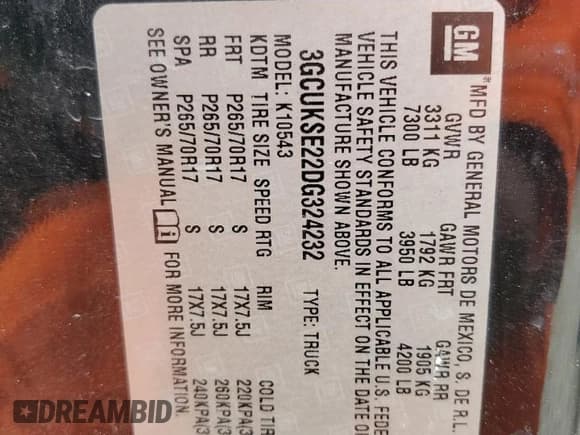 GM
MFD BY GENERAL MOTORS DE MEXICO, S. DE R.L.
GVWR GAWR FRT GAWR RR
3311 KG 1792 KG 1905 KG
7300 LB 3950 LB 4200 LB
THIS VEHICLE CONFORMS TO ALL APPLICABLE U.S. FEDE
VEHICLE SAFETY STANDARDS IN EFFECT ON THE DATE O
MANUFACTURE SHOWN ABOVE.
3GCUKSE22DG324232 TYPE: TRUCK
MODEL: K10543
KDTM TIRE SIZE SPEED RTG RIM COLD TIR
FRT P265/70R17 S 17X7.5J 220KPA(3
RR P265/70R17 S 17X7.5J 260KPA(3
SPA P265/70R17 S 17X7.5J 240KPA(3
SEE OWNER'S MANUAL FOR MORE INFORMATION.
DREAMBID